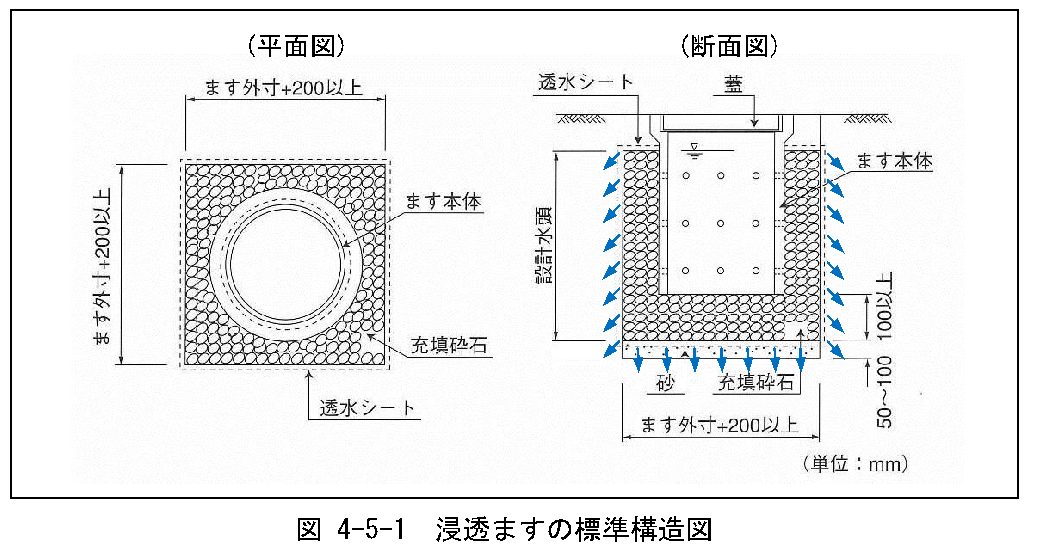 (平面図)
ます外寸+200以上
ます外寸+200以上
ます本体
充填砕石
透水シート
(断面図)
透水シート
蓋
ます本体
設計水頭
100以上
50～100
砂
充填砕石
ます外寸+200以上
（単位：mm）
図 4-5-1 浸透ますの標準構造図